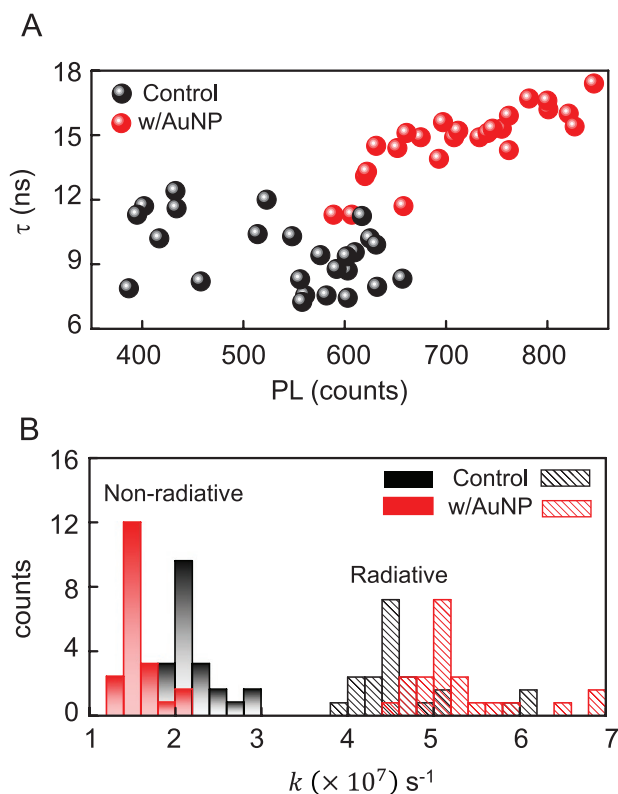 A
18
15
12
9
6
τ (ns)
Control
w/AuNP
400 500 600 700 800
PL (counts)
B
16
12
8
4
0
counts
Non-radiative
Control
w/AuNP
Radiative
1 2 3 4 5 6 7
k (× 10⁷) s⁻¹